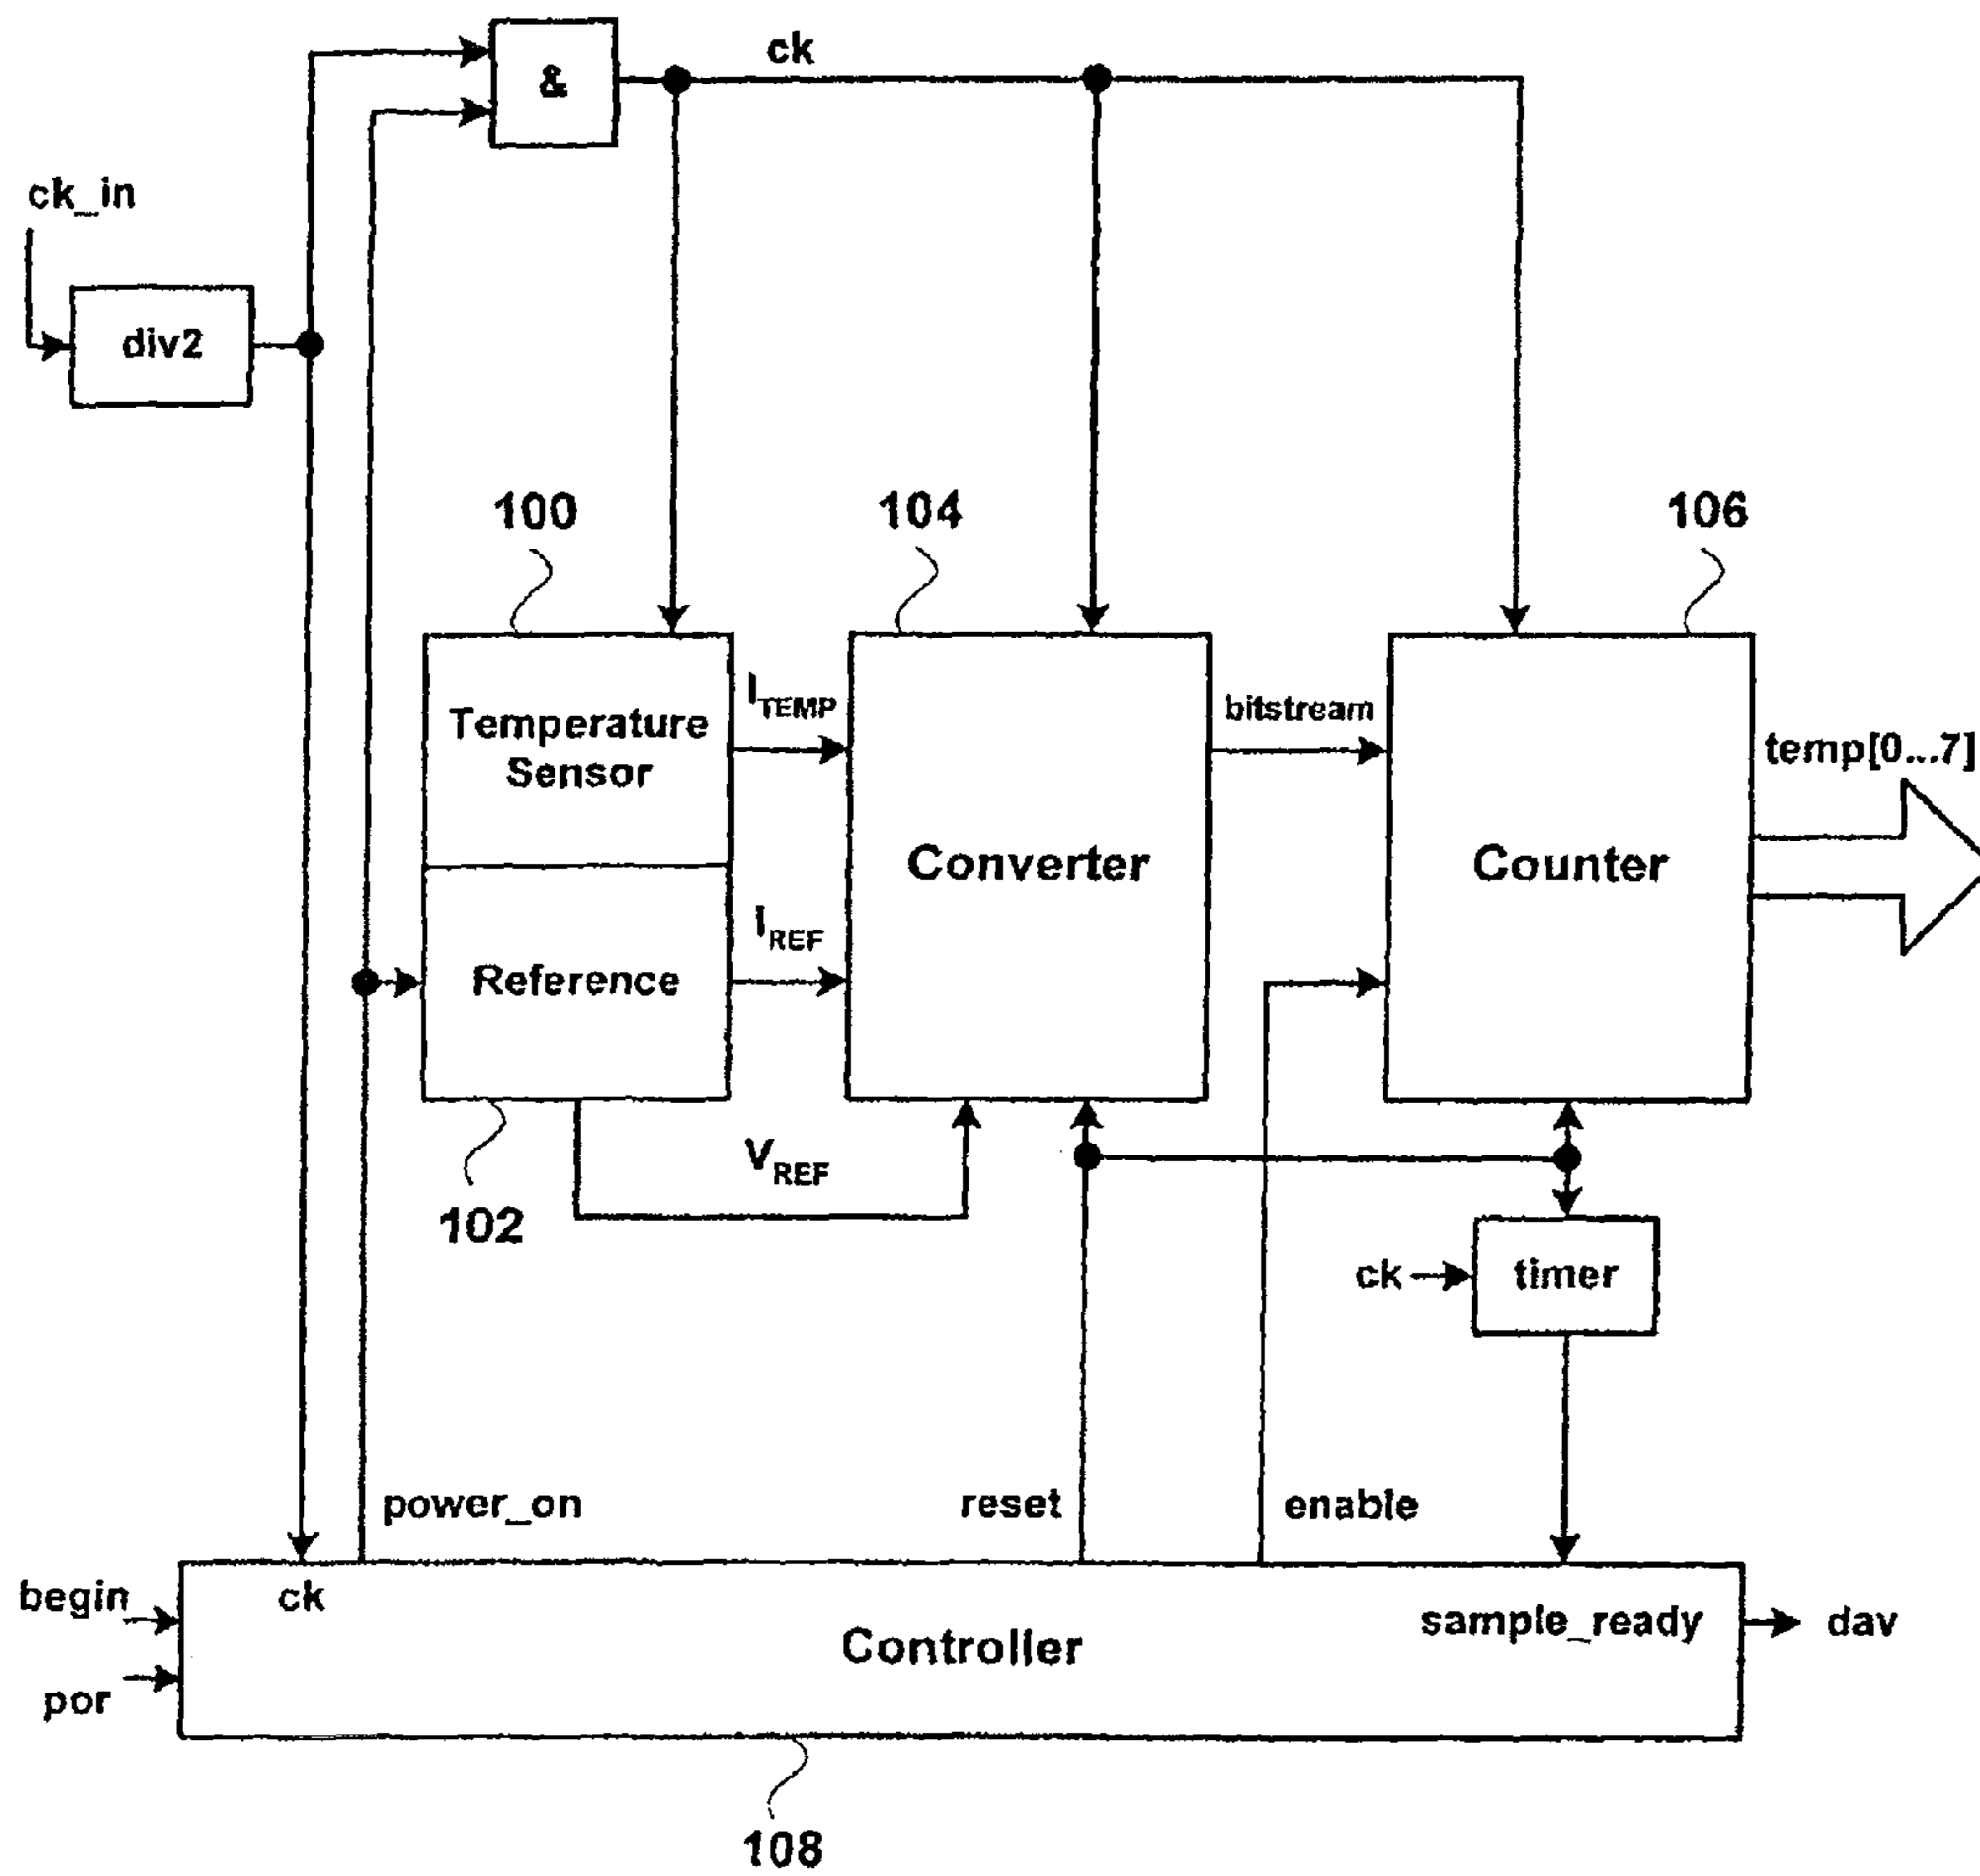 &
ck
ck_in
div2
100
104
106
Temperature
Sensor
I_TEMP
bitstream
temp[0...7]
Converter
Counter
I_REF
Reference
V_REF
102
ck
timer
power_on
reset
enable
begin
ck
sample_ready
dav
Controller
por
108